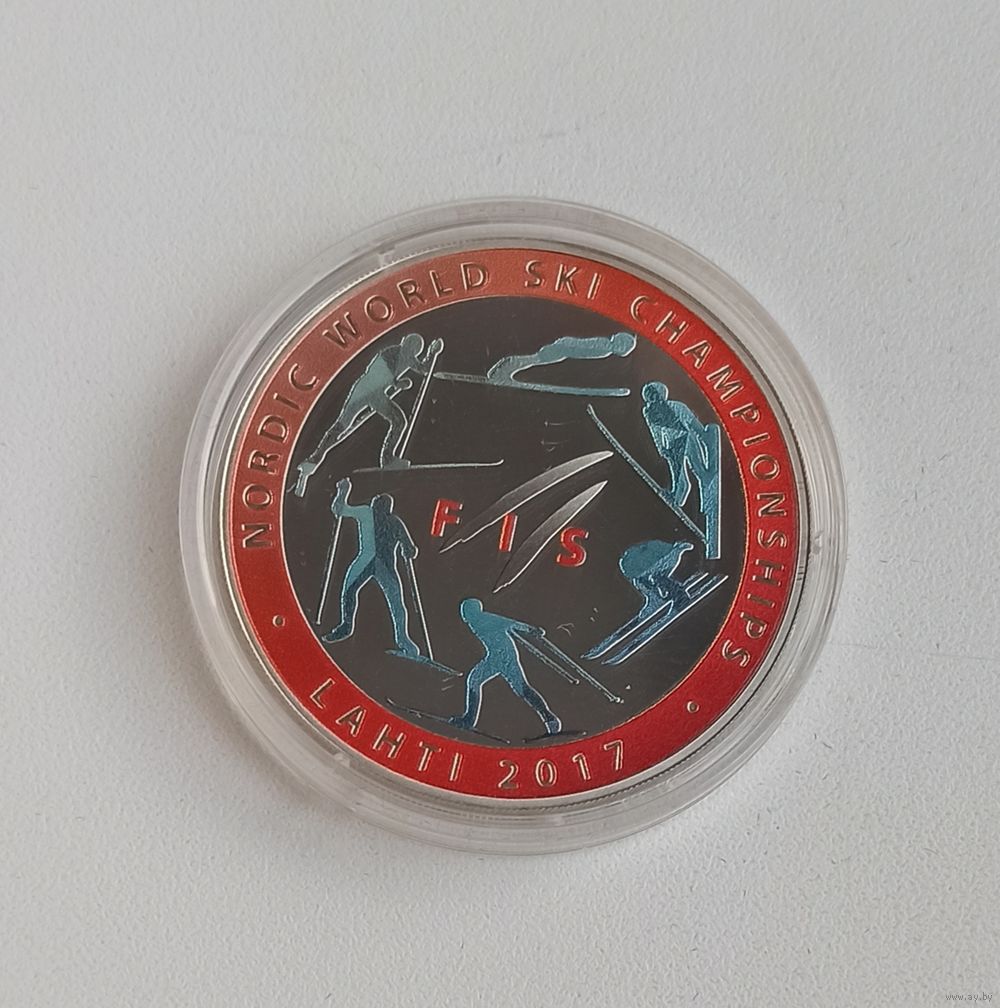 NORDIC WORLD SKI CHAMPIONSHIPS
FIS
• LAHTI 2017 •
www.ay.by